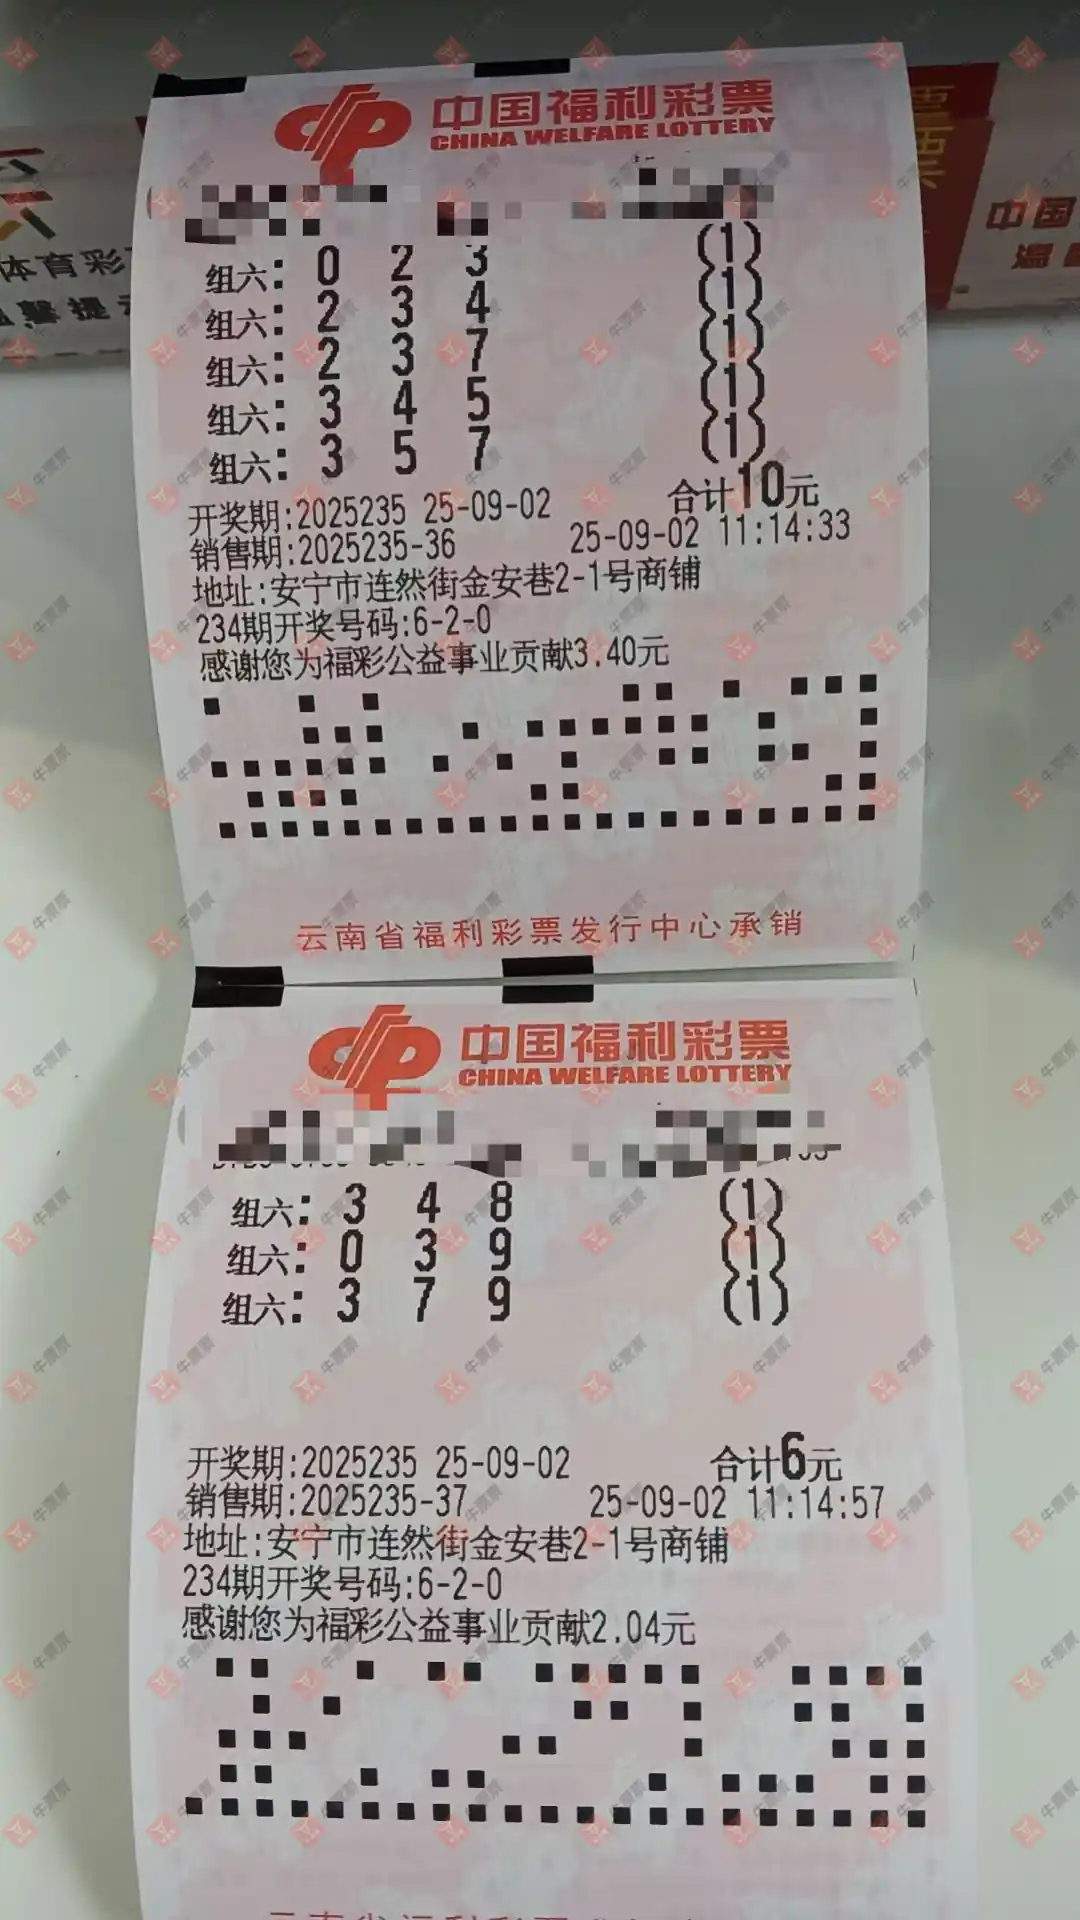 中国福利彩票
CHINA WELFARE LOTTERY
组六: 0 2 3 (1)
组六: 2 3 4 (1)
组六: 2 3 7 (1)
组六: 3 4 5 (1)
组六: 3 5 7 (1)
合计10元
开奖期:2025235 25-09-02
销售期:2025235-36 25-09-02 11:14:33
地址:安宁市连然街金安巷2-1号商铺
234期开奖号码:6-2-0
感谢您为福彩公益事业贡献3.40元
云南省福利彩票发行中心承销
中国福利彩票
CHINA WELFARE LOTTERY
组六: 3 4 8 (1)
组六: 0 3 9 (1)
组六: 3 7 9 (1)
开奖期:2025235 25-09-02 合计6元
销售期:2025235-37 25-09-02 11:14:57
地址:安宁市连然街金安巷2-1号商铺
234期开奖号码:6-2-0
感谢您为福彩公益事业贡献2.04元
体育彩
中国
牛票票